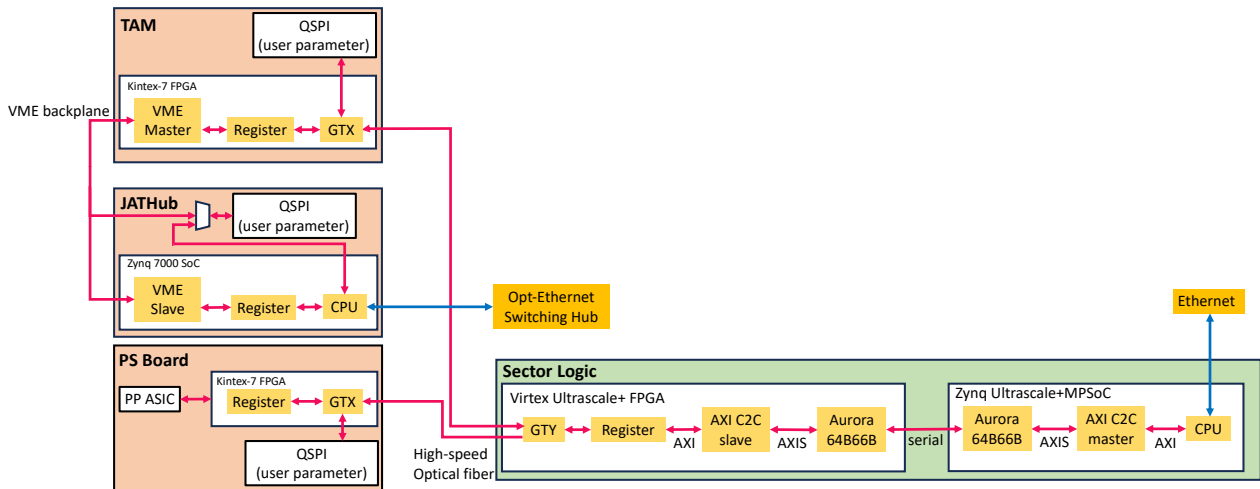 TAM
QSPI
(user parameter)
Kintex-7 FPGA
VME
Master
Register
GTX
VME backplane
JATHub
QSPI
(user parameter)
Zynq 7000 SoC
VME
Slave
Register
CPU
Opt-Ethernet
Switching Hub
Ethernet
PS Board
Kintex-7 FPGA
PP ASIC
Register
GTX
QSPI
(user parameter)
High-speed
Optical fiber
Sector Logic
Virtex Ultrascale+ FPGA
GTY
Register
AXI
AXI C2C
slave
AXIS
Aurora
64B66B
serial
Zynq Ultrascale+MPSoC
Aurora
64B66B
AXIS
AXI C2C
master
AXI
CPU